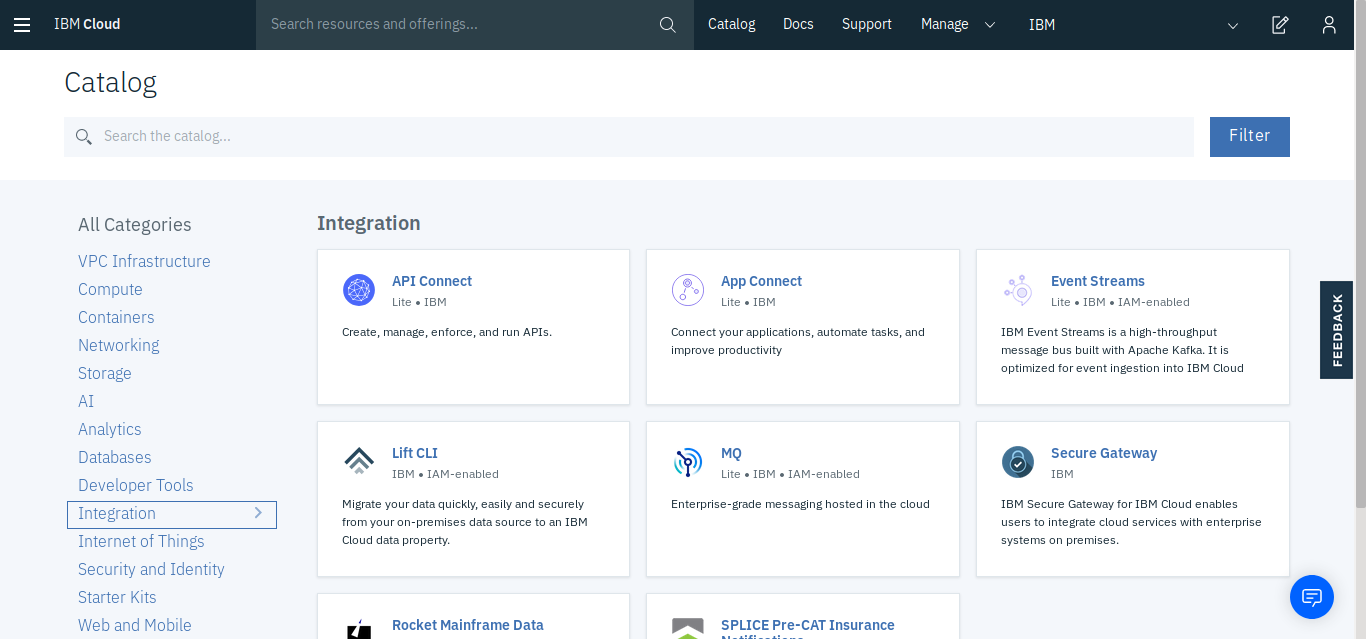 IBM Cloud
Search resources and offerings...
Catalog
Docs
Support
Manage
IBM
Catalog
Search the catalog...
Filter
All Categories
VPC Infrastructure
Compute
Containers
Networking
Storage
AI
Analytics
Databases
Developer Tools
Integration
Internet of Things
Security and Identity
Starter Kits
Web and Mobile
Integration
API Connect
Lite • IBM
Create, manage, enforce, and run APIs.
App Connect
Lite • IBM
Connect your applications, automate tasks, and
improve productivity
Event Streams
Lite • IBM • IAM-enabled
IBM Event Streams is a high-throughput
message bus built with Apache Kafka. It is
optimized for event ingestion into IBM Cloud
Lift CLI
IBM • IAM-enabled
Migrate your data quickly, easily and securely
from your on-premises data source to an IBM
Cloud data property.
MQ
Lite • IBM • IAM-enabled
Enterprise-grade messaging hosted in the cloud
Secure Gateway
IBM
IBM Secure Gateway for IBM Cloud enables
users to integrate cloud services with enterprise
systems on premises.
Rocket Mainframe Data
SPLICE Pre-CAT Insurance
Notifications
FEEDBACK